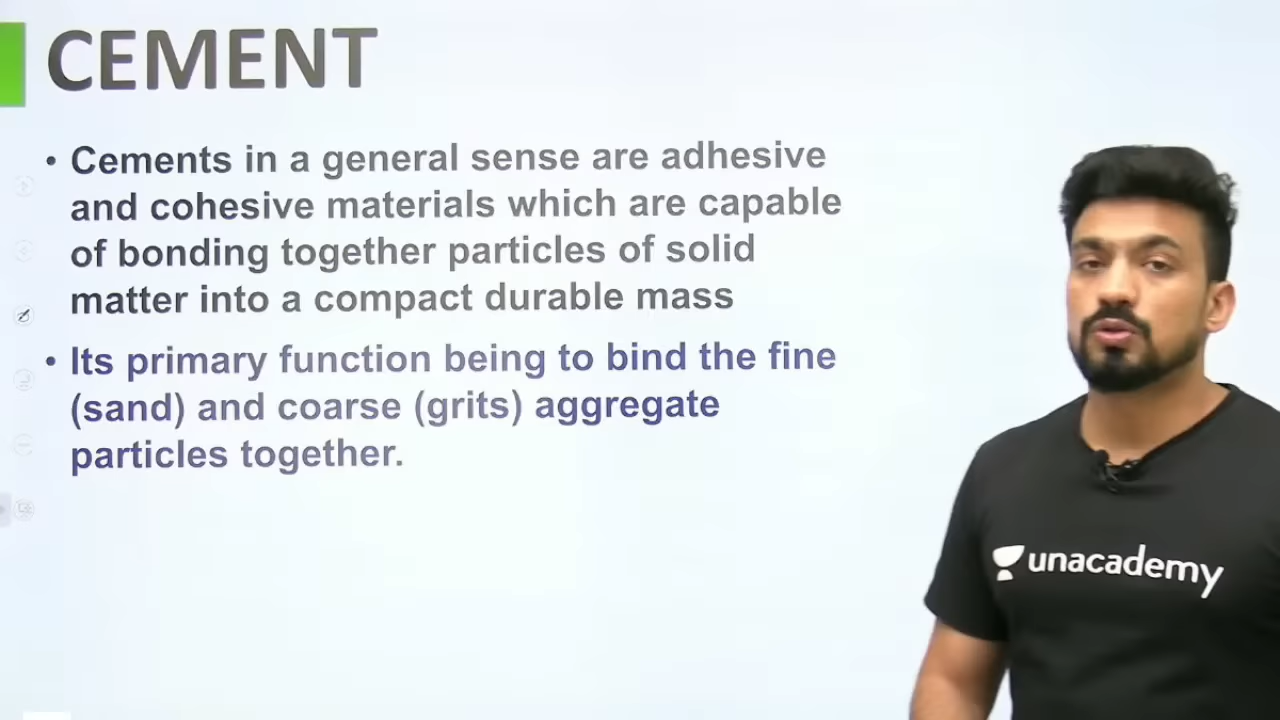 CEMENT
• Cements in a general sense are adhesive
and cohesive materials which are capable
of bonding together particles of solid
matter into a compact durable mass
• Its primary function being to bind the fine
(sand) and coarse (grits) aggregate
particles together.
unacademy